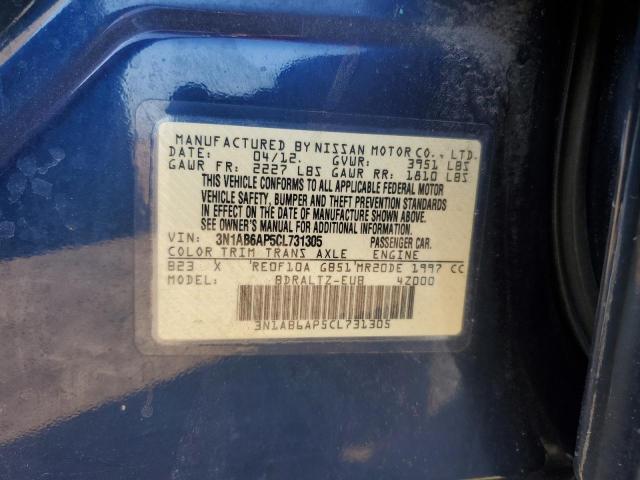 MANUFACTURED BY NISSAN MOTOR CO., LTD.
DATE: 04/12. GVWR: 3951 LBS
GAWR FR: 2227 LBS GAWR RR: 1810 LBS
THIS VEHICLE CONFORMS TO ALL APPLICABLE FEDERAL MOTOR
VEHICLE SAFETY, BUMPER AND THEFT PREVENTION STANDARDS
IN EFFECT ON THE DATE OF MANUFACTURE SHOWN ABOVE.
SEE OWNER'S MANUAL FOR ADDITIONAL INFORMATION.
VIN: 3N1AB6AP5CL731305 PASSENGER CAR.
COLOR TRIM TRANS AXLE ENGINE
B23 X RE0F10A GB51 MR20DE 1997 CC
MODEL: BDRALTZ-EUB 4Z000
3N1AB6AP5CL731305